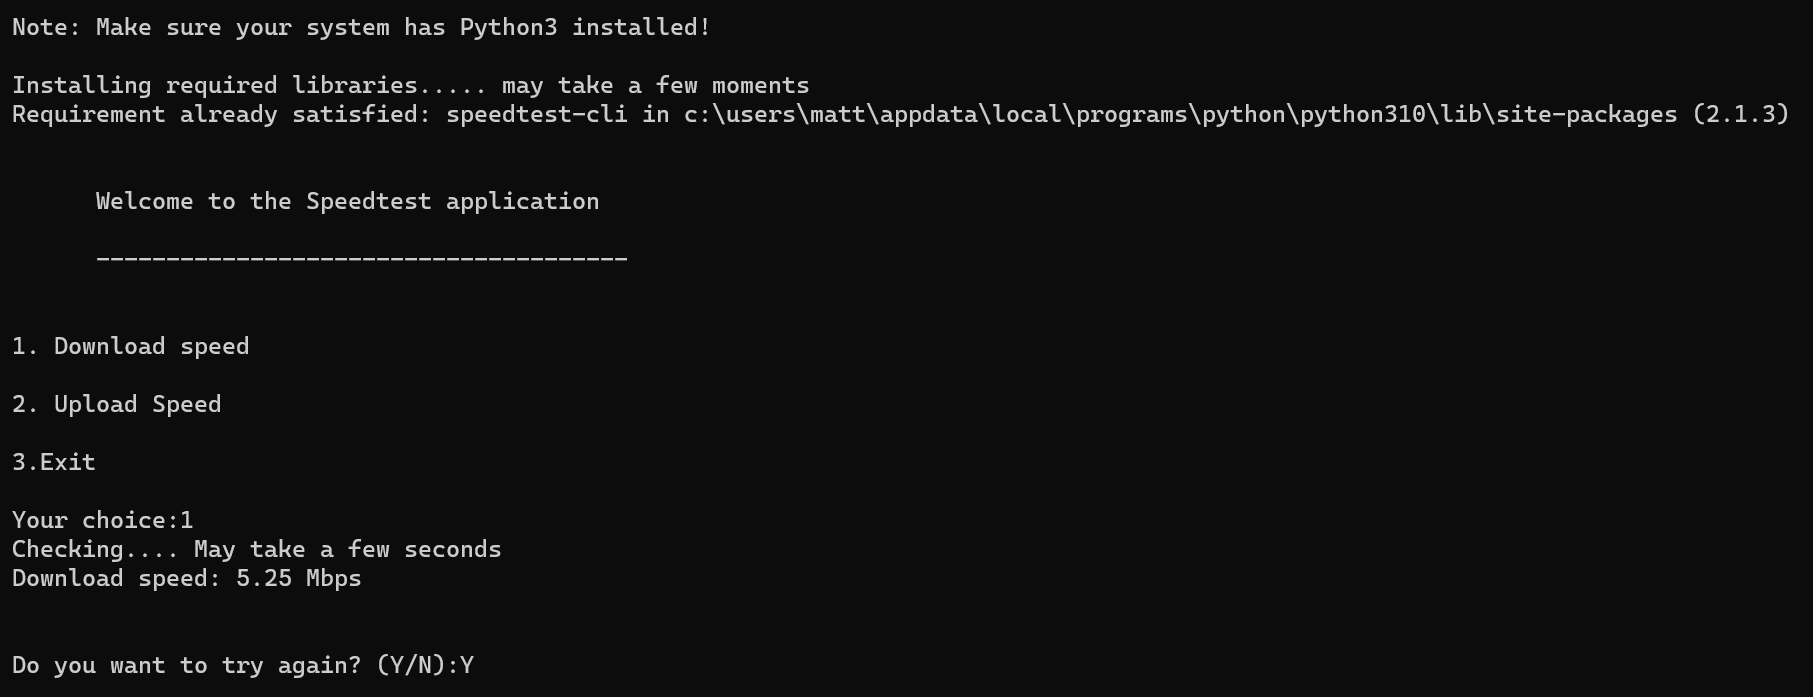 Note: Make sure your system has Python3 installed!
Installing required libraries..... may take a few moments
Requirement already satisfied: speedtest-cli in c:\users\matt\appdata\local\programs\python\python310\lib\site-packages (2.1.3)
Welcome to the Speedtest application
--------------------------------------
1. Download speed
2. Upload Speed
3.Exit
Your choice:1
Checking.... May take a few seconds
Download speed: 5.25 Mbps
Do you want to try again? (Y/N):Y